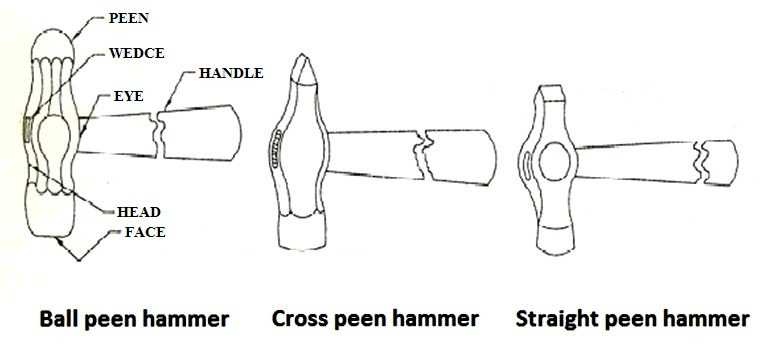 PEEN
WEDCE
HANDLE
EYE
HEAD
FACE
Ball peen hammer
Cross peen hammer
Straight peen hammer